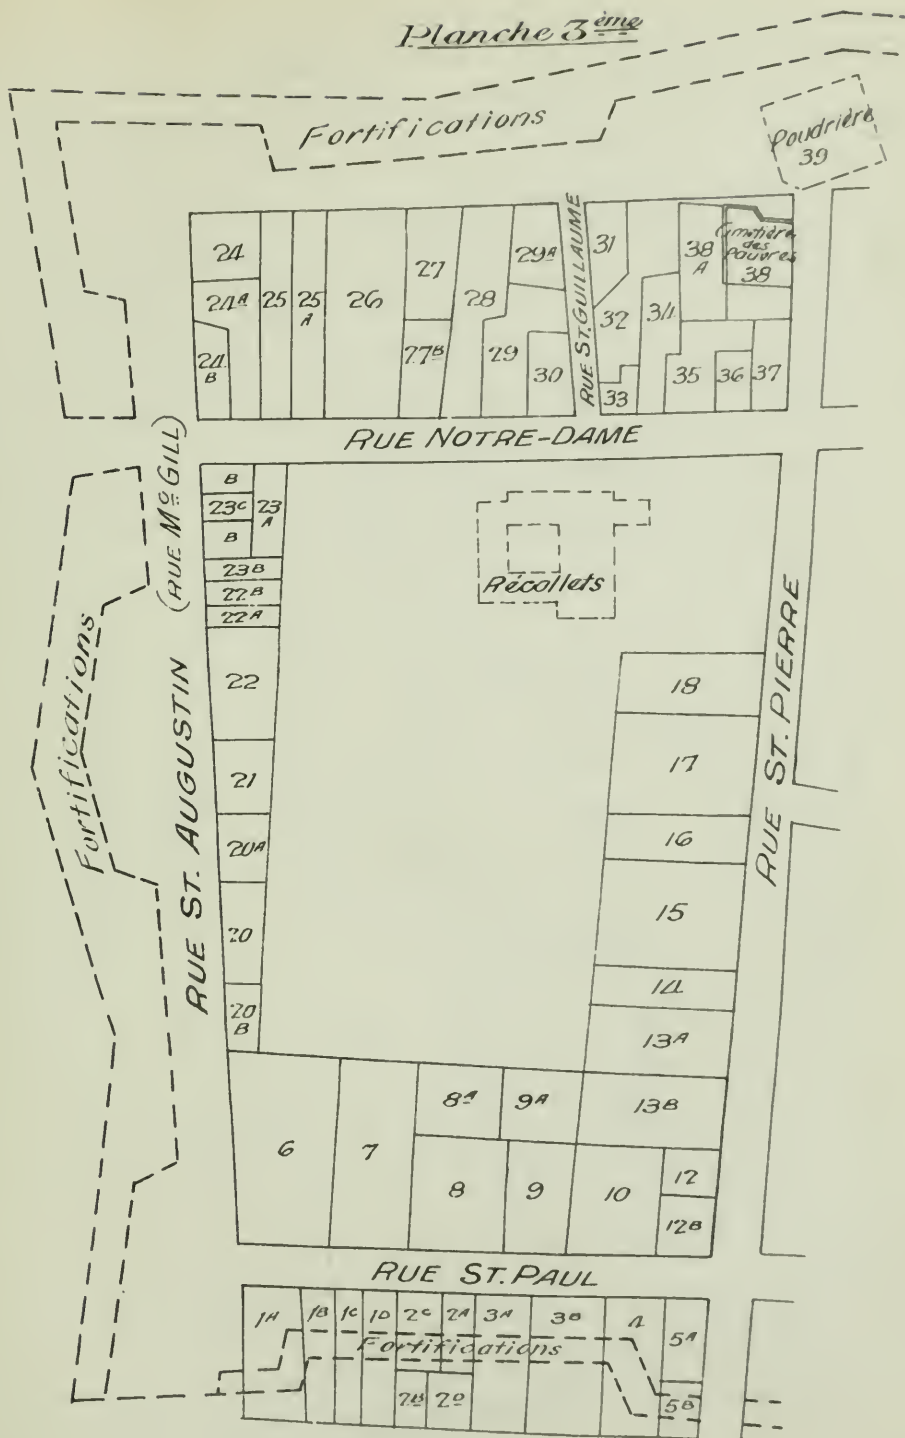 Planche 3ème
Fortifications
Poudrière
39
24
24A
24
B
25
25
A
26
27
27B
28
29A
29
30
RUE ST. GUILLAUME
31
32
33
34
38
A
Cimetière
des
Pauvres
38
35
36
37
RUE NOTRE-DAME
(RUE McGILL)
RUE ST. AUGUSTIN
Fortifications
B
23C
B
23
A
23B
22B
22A
22
21
20A
20
20
B
Récollets
RUE ST. PIERRE
18
17
16
15
14
13A
13B
6
7
8A
9A
8
9
10
12
12B
RUE ST. PAUL
1A
1B
1C
1D
2C
2A
3A
3B
4
5A
Fortifications
2B
2D
5B